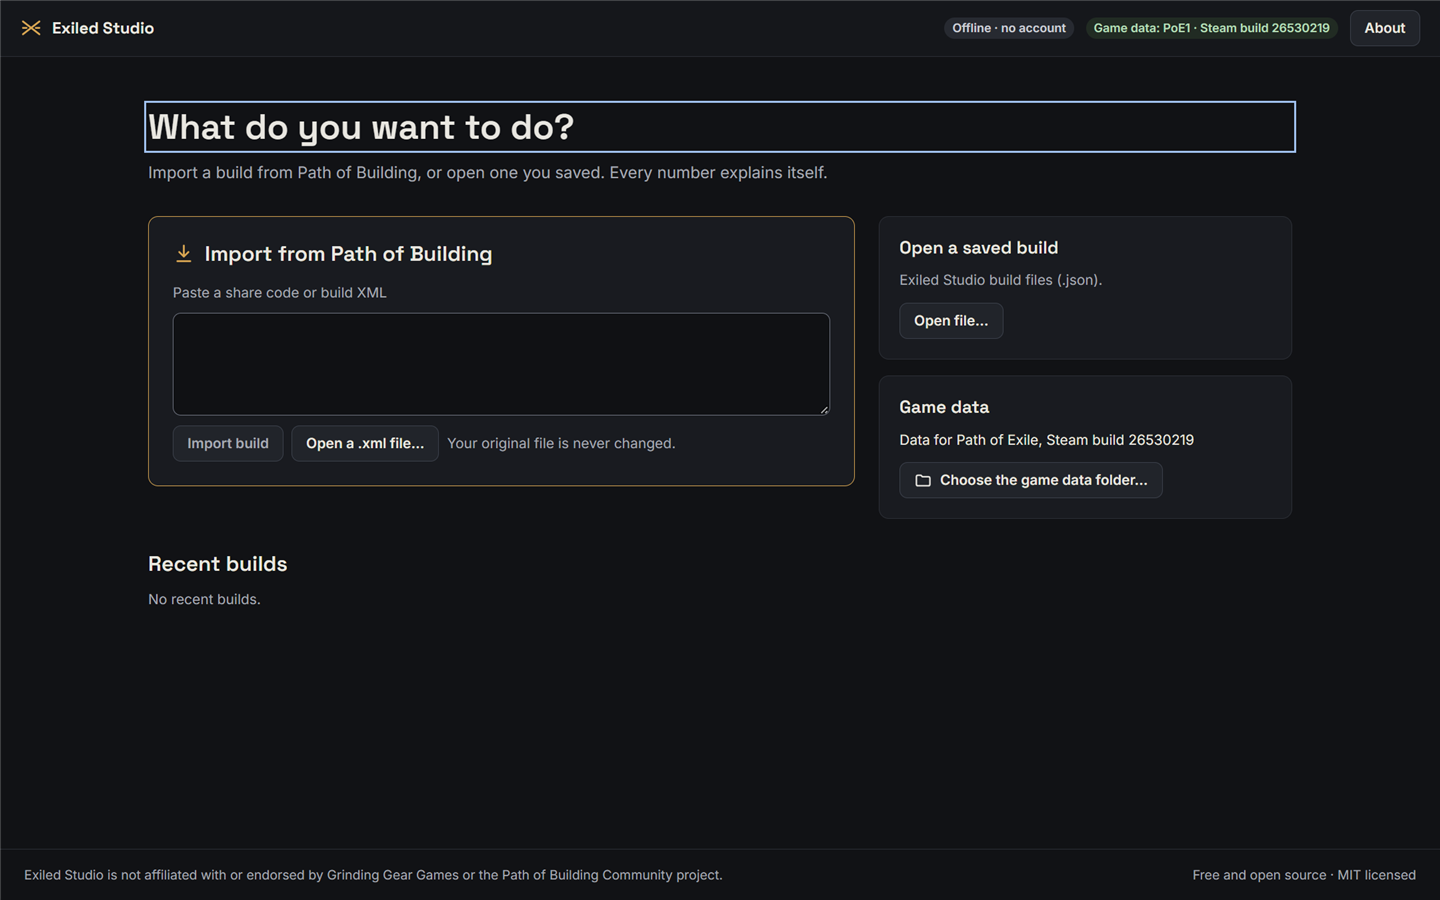 Exiled Studio
Offline · no account
Game data: PoE1 · Steam build 26530219
About
What do you want to do?
Import a build from Path of Building, or open one you saved. Every number explains itself.
Import from Path of Building
Paste a share code or build XML
Import build
Open a .xml file...
Your original file is never changed.
Open a saved build
Exiled Studio build files (.json).
Open file...
Game data
Data for Path of Exile, Steam build 26530219
Choose the game data folder...
Recent builds
No recent builds.
Exiled Studio is not affiliated with or endorsed by Grinding Gear Games or the Path of Building Community project.
Free and open source · MIT licensed